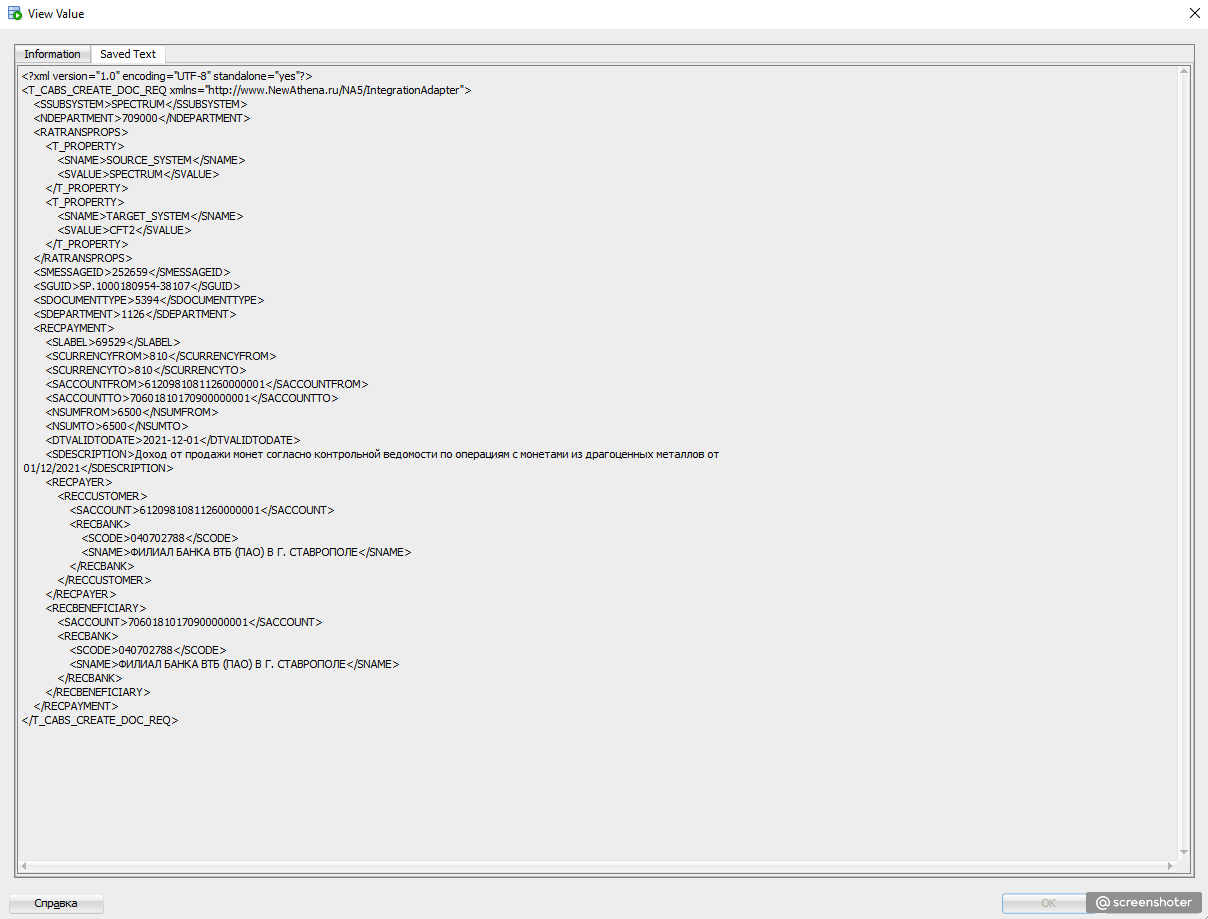 View Value
Information
Saved Text
<?xml version="1.0" encoding="UTF-8" standalone="yes"?>
<T_CABS_CREATE_DOC_REQ xmlns="http://www.NewAthena.ru/NA5/IntegrationAdapter">
<SSUBSYSTEM>SPECTRUM</SSUBSYSTEM>
<NDEPARTMENT>709000</NDEPARTMENT>
<RATRANSPROPS>
<T_PROPERTY>
<SNAME>SOURCE_SYSTEM</SNAME>
<SVALUE>SPECTRUM</SVALUE>
</T_PROPERTY>
<T_PROPERTY>
<SNAME>TARGET_SYSTEM</SNAME>
<SVALUE>CFT2</SVALUE>
</T_PROPERTY>
</RATRANSPROPS>
<SMESSAGEID>252659</SMESSAGEID>
<SGUID>SP.1000180954-38107</SGUID>
<SDOCUMENTTYPE>5394</SDOCUMENTTYPE>
<SDEPARTMENT>1126</SDEPARTMENT>
<RECPAYMENT>
<SLABEL>69529</SLABEL>
<SCURRENCYFROM>810</SCURRENCYFROM>
<SCURRENCYTO>810</SCURRENCYTO>
<SACCOUNTFROM>61209810811260000001</SACCOUNTFROM>
<SACCOUNTTO>70601810170900000001</SACCOUNTTO>
<NSUMFROM>6500</NSUMFROM>
<NSUMTO>6500</NSUMTO>
<DTVALIDTODATE>2021-12-01</DTVALIDTODATE>
<SDESCRIPTION>Доход от продажи монет согласно контрольной ведомости по операциям с монетами из драгоценных металлов от
01/12/2021</SDESCRIPTION>
<RECPAYER>
<RECCUSTOMER>
<SACCOUNT>61209810811260000001</SACCOUNT>
<RECBANK>
<SCODE>040702788</SCODE>
<SNAME>ФИЛИАЛ БАНКА ВТБ (ПАО) В Г. СТАВРОПОЛЕ</SNAME>
</RECBANK>
</RECCUSTOMER>
</RECPAYER>
<RECBENEFICIARY>
<SACCOUNT>70601810170900000001</SACCOUNT>
<RECBANK>
<SCODE>040702788</SCODE>
<SNAME>ФИЛИАЛ БАНКА ВТБ (ПАО) В Г. СТАВРОПОЛЕ</SNAME>
</RECBANK>
</RECBENEFICIARY>
</RECPAYMENT>
</T_CABS_CREATE_DOC_REQ>
Справка
OK
@screenshoter